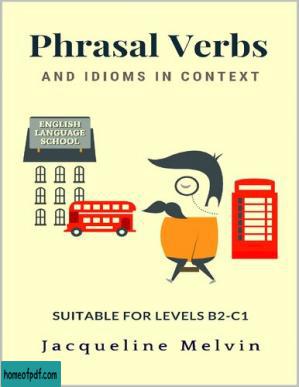 Phrasal Verbs
AND IDIOMS IN CONTEXT
ENGLISH
LANGUAGE
SCHOOL
SUITABLE FOR LEVELS B2-C1
Jacqueline Melvin
homeofpdf.com